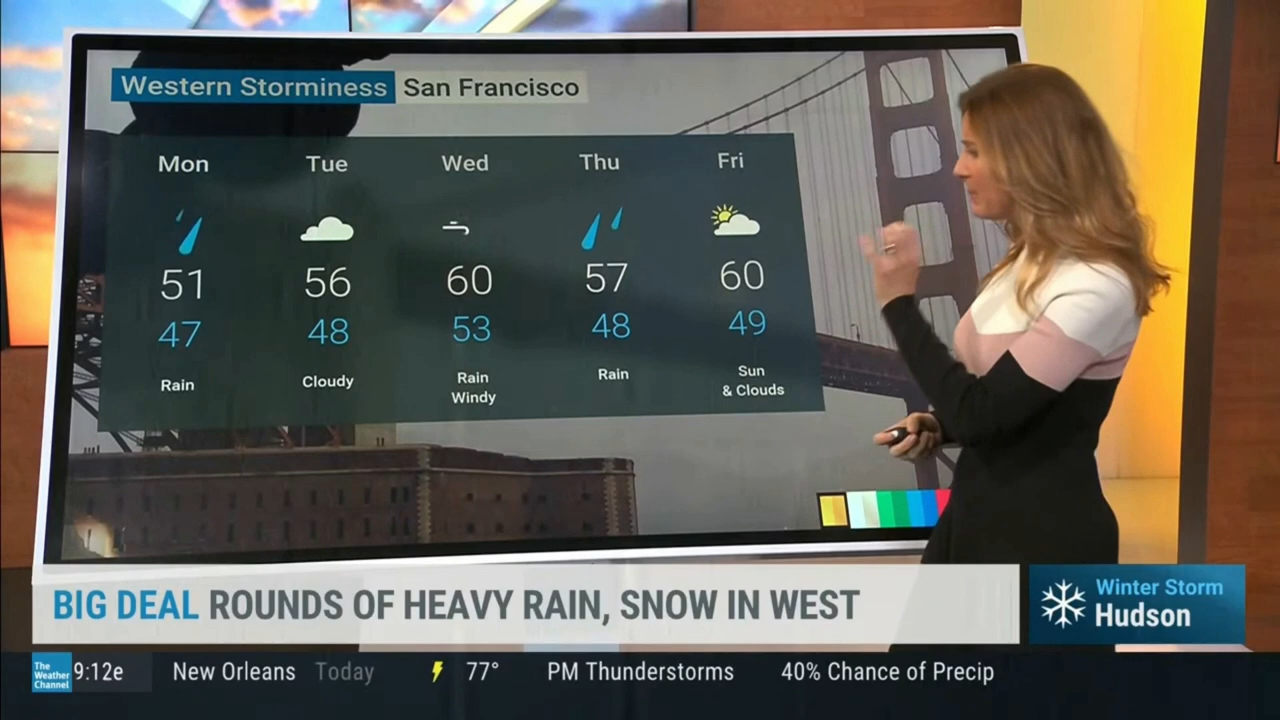 Western Storminess San Francisco
Mon Tue Wed Thu Fri
51 56 60 57 60
47 48 53 48 49
Rain Cloudy Rain Windy Rain Sun & Clouds
BIG DEAL ROUNDS OF HEAVY RAIN, SNOW IN WEST
Winter Storm
Hudson
The Weather Channel
9:12e New Orleans Today 77° PM Thunderstorms 40% Chance of Precip